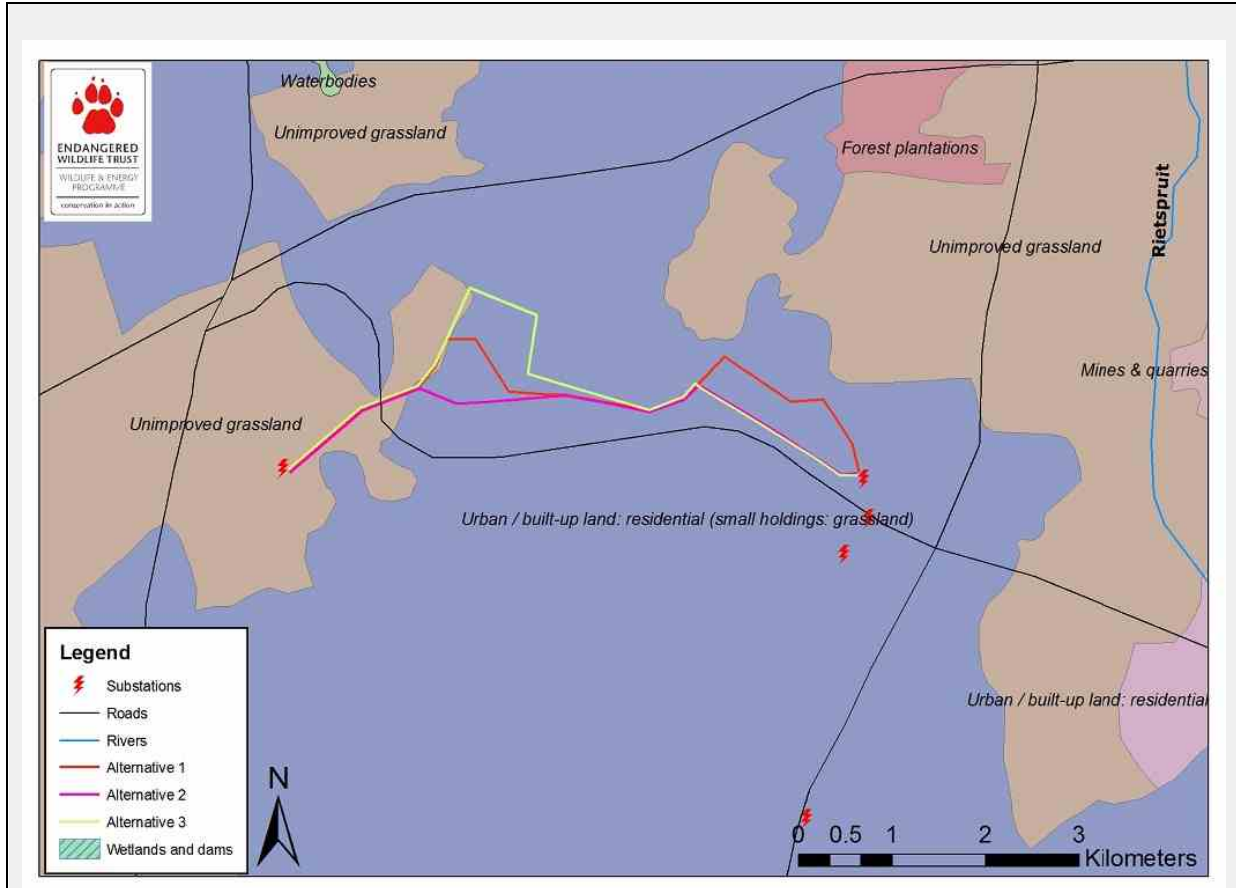 ENDANGERED
WILDLIFE TRUST
WILDLIFE & ENERGY
PROGRAMME
conservation in action
Waterbodies
Unimproved grassland
Forest plantations
Unimproved grassland
Rietspruit
Mines & quarries
Unimproved grassland
Urban / built-up land: residential (small holdings: grassland)
Urban / built-up land: residential
Legend
Substations
Roads
Rivers
Alternative 1
Alternative 2
Alternative 3
Wetlands and dams
N
0 0.5 1 2 3
Kilometers